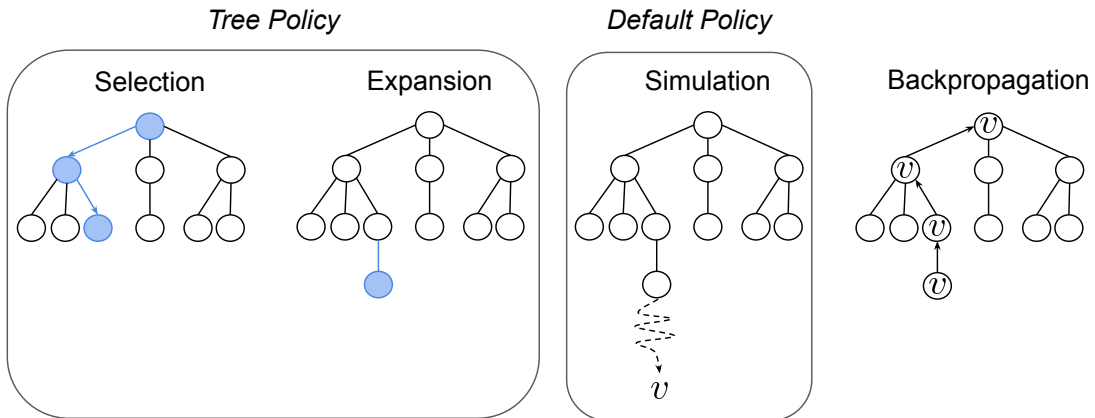 Tree Policy
Default Policy
Selection
Expansion
Simulation
Backpropagation
v
v
v
v
v